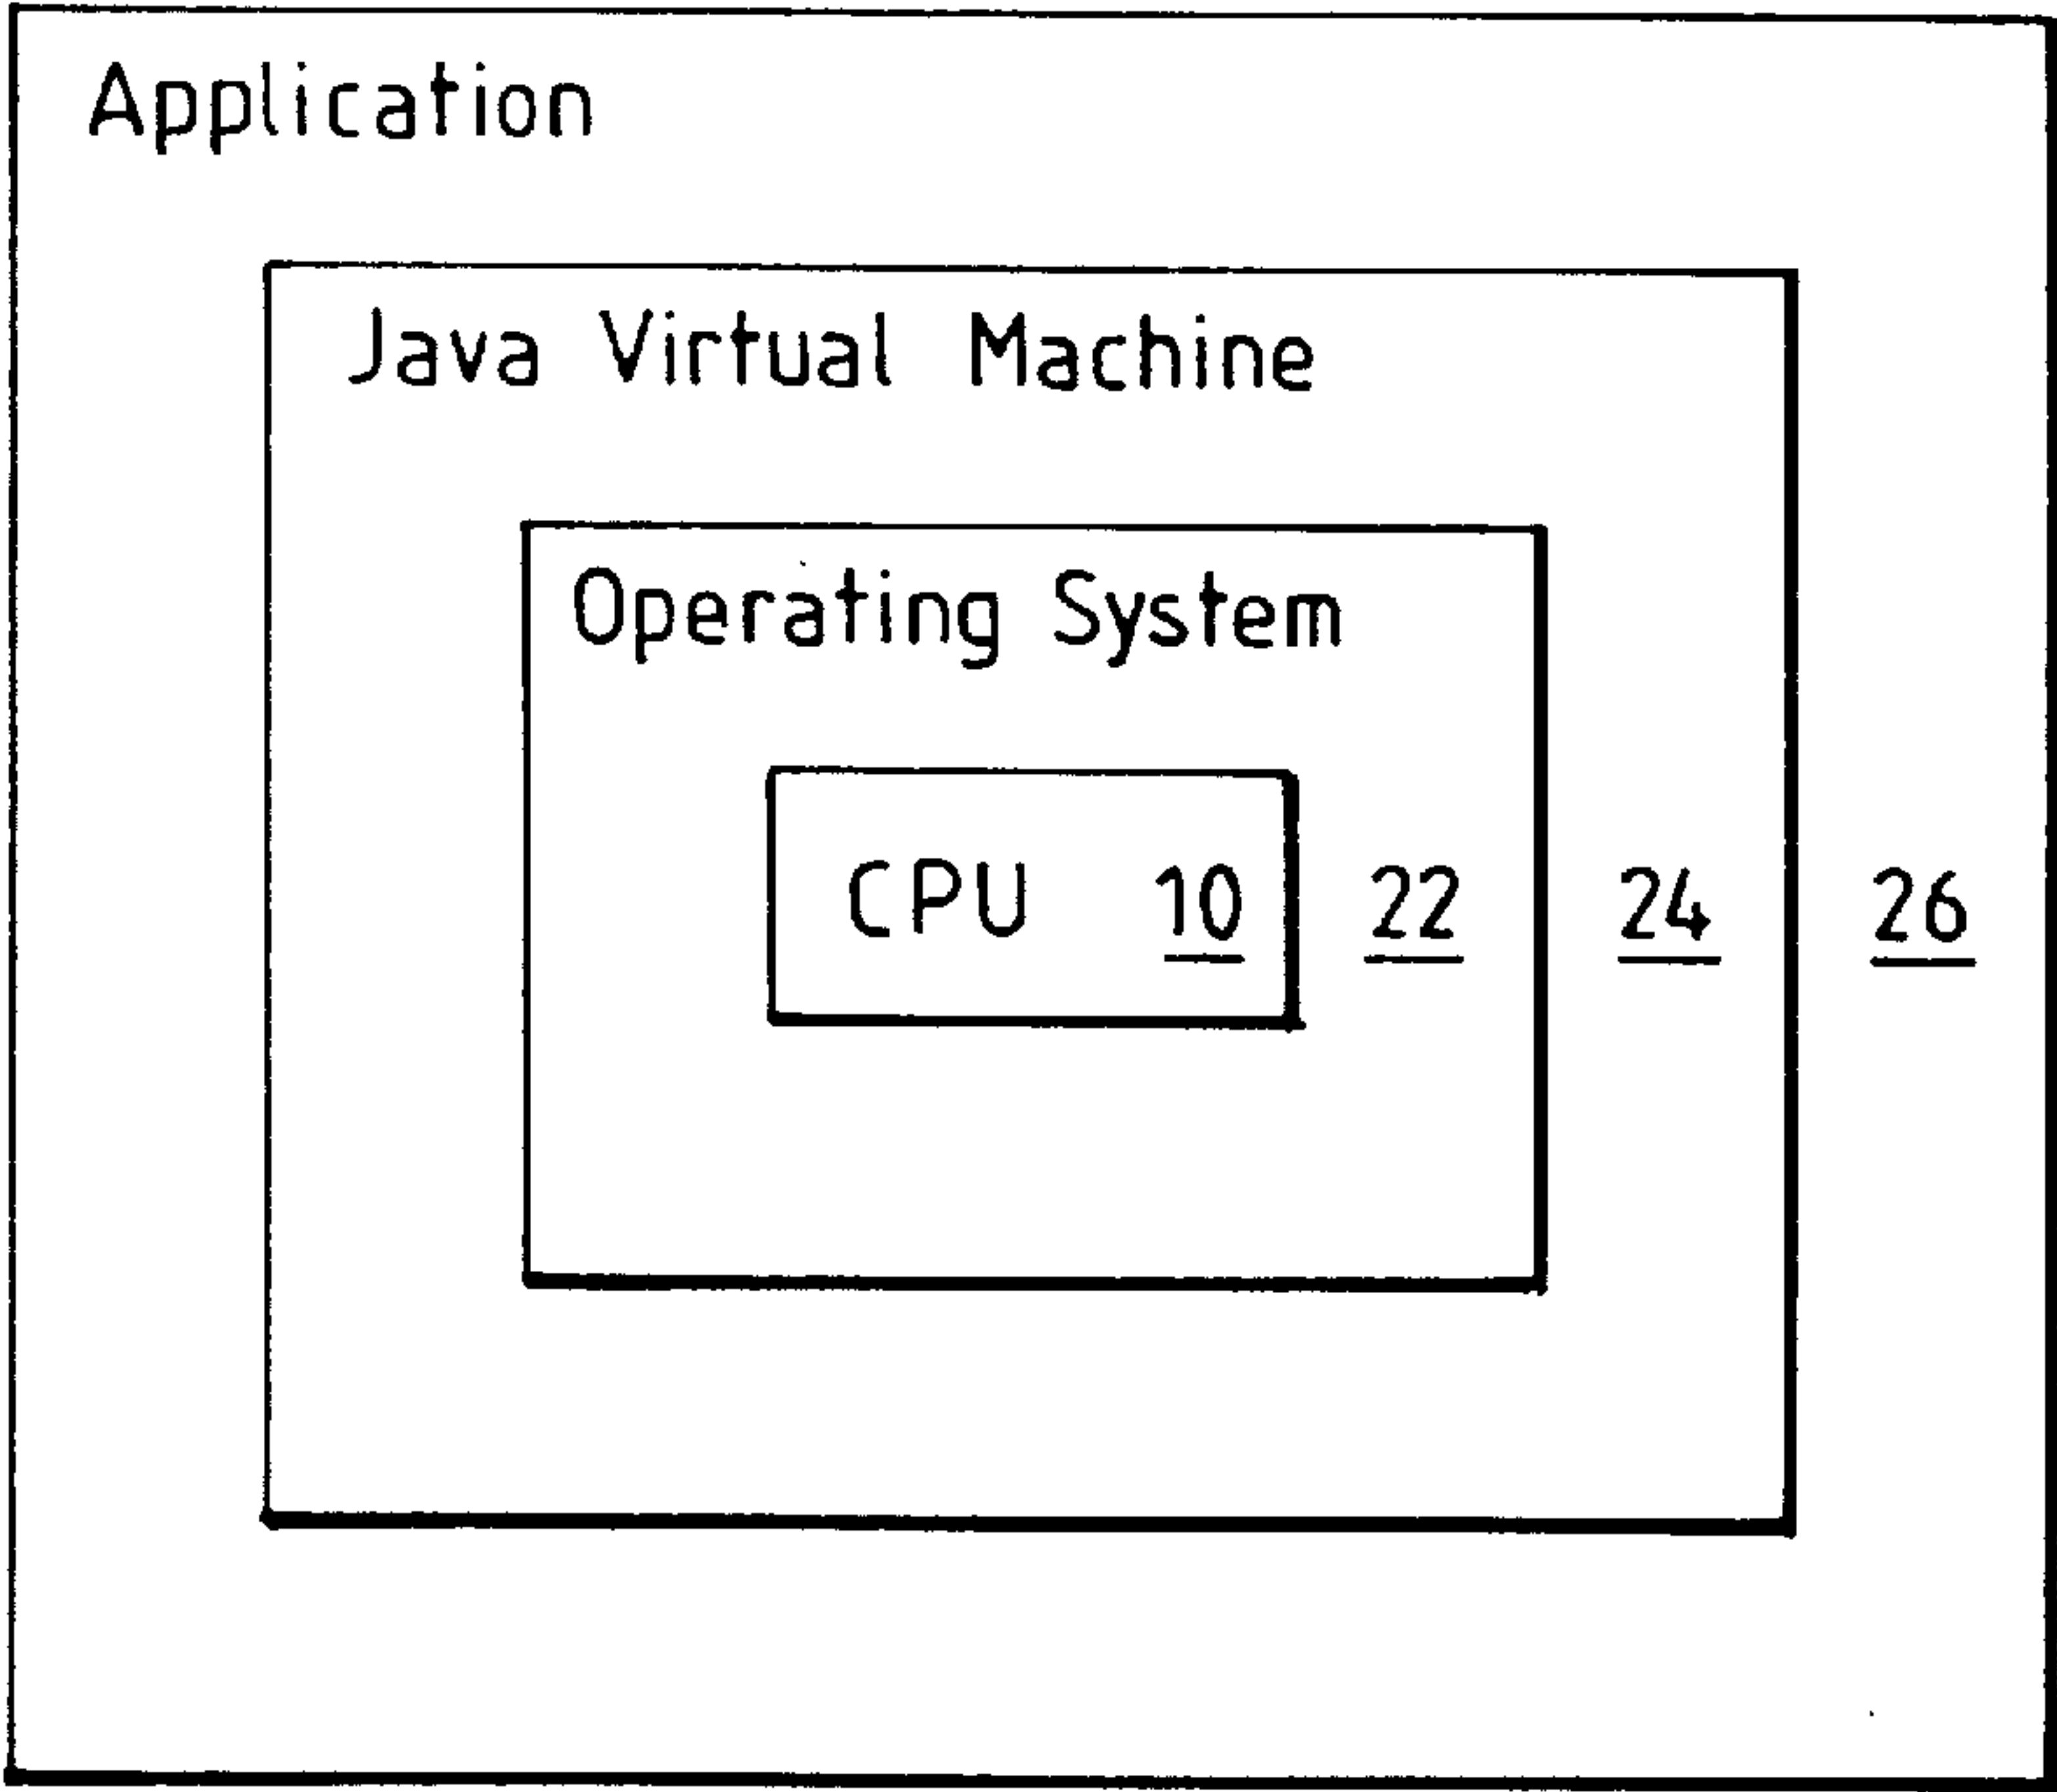 Application
Java Virtual Machine
Operating System
CPU 10 22 24 26